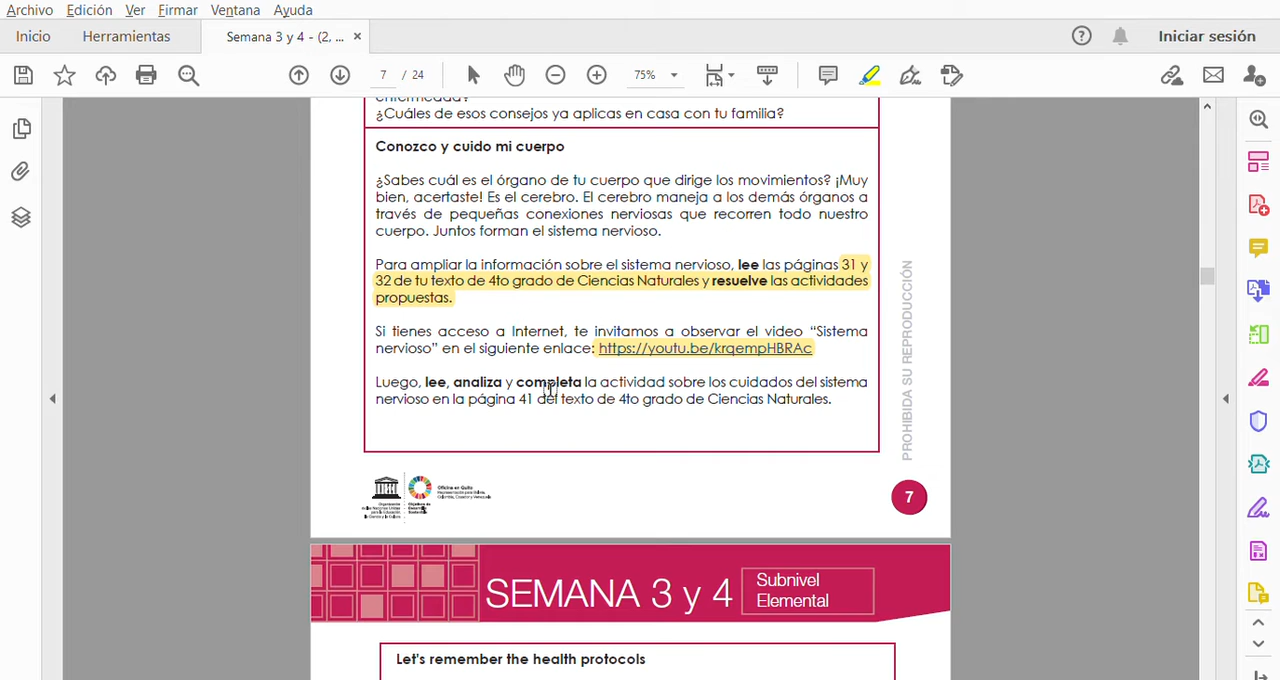 Archivo Edición Ver Firmar Ventana Ayuda
Inicio Herramientas Semana 3 y 4 - (2, ... × Iniciar sesión
7 / 24 75%
¿Cuáles de esos consejos ya aplicas en casa con tu familia?
Conozco y cuido mi cuerpo
¿Sabes cuál es el órgano de tu cuerpo que dirige los movimientos? ¡Muy
bien, acertaste! Es el cerebro. El cerebro maneja a los demás órganos a
través de pequeñas conexiones nerviosas que recorren todo nuestro
cuerpo. Juntos forman el sistema nervioso.
Para ampliar la información sobre el sistema nervioso, lee las páginas 31 y
32 de tu texto de 4to grado de Ciencias Naturales y resuelve las actividades
propuestas.
Si tienes acceso a Internet, te invitamos a observar el video “Sistema
nervioso” en el siguiente enlace: https://youtu.be/krqempHBRAc
Luego, lee, analiza y completa la actividad sobre los cuidados del sistema
nervioso en la página 41 del texto de 4to grado de Ciencias Naturales.
PROHIBIDA SU REPRODUCCIÓN
Oficina en Quito
7
SEMANA 3 y 4
Subnivel
Elemental
Let's remember the health protocols